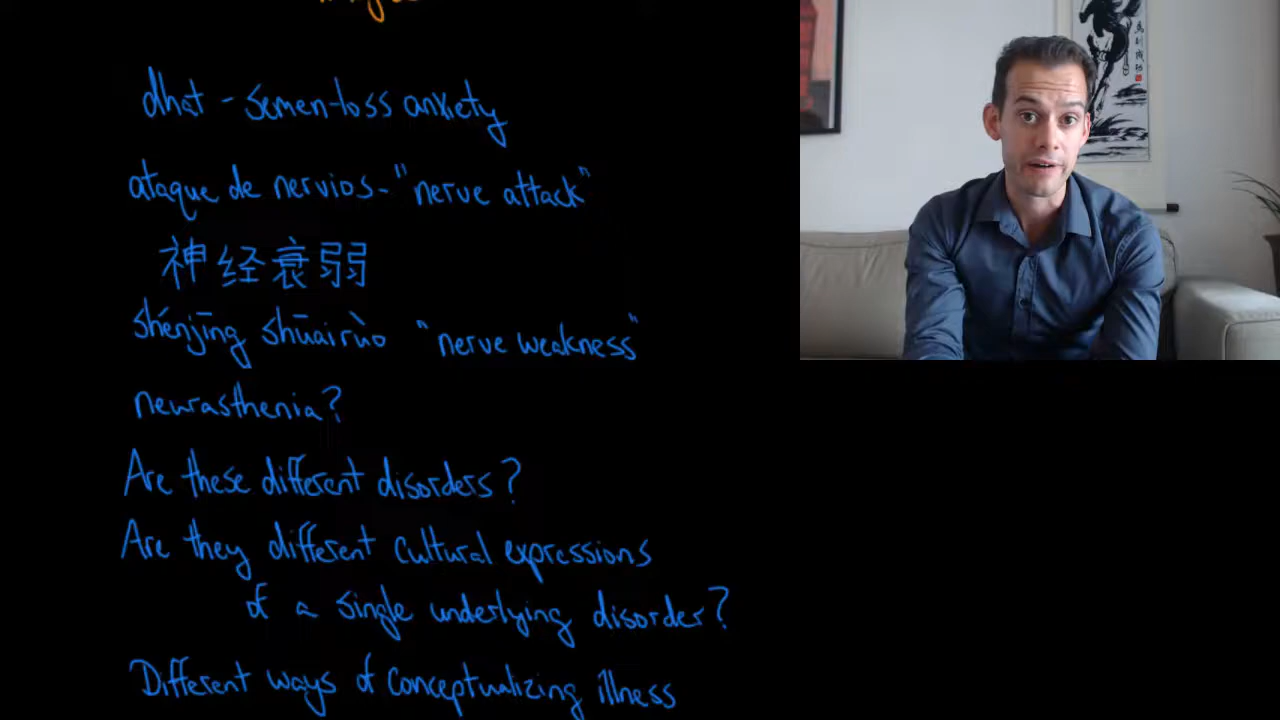 dhat - semen-loss anxiety
ataque de nervios - "nerve attack"
神经衰弱
shénjīng shuāiruò "nerve weakness"
neurasthenia?
Are these different disorders?
Are they different cultural expressions
of a single underlying disorder?
Different ways of conceptualizing illness